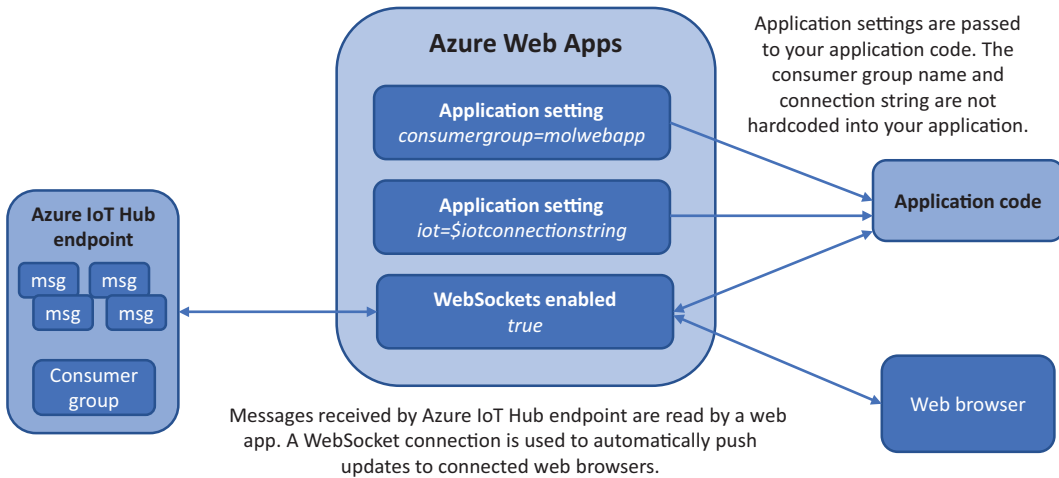 Azure Web Apps
Application setting
consumergroup=molwebapp
Application setting
iot=$iotconnectionstring
WebSockets enabled
true
Application settings are passed
to your application code. The
consumer group name and
connection string are not
hardcoded into your application.
Azure IoT Hub
endpoint
msg
msg
msg
msg
Consumer
group
Application code
Web browser
Messages received by Azure IoT Hub endpoint are read by a web
app. A WebSocket connection is used to automatically push
updates to connected web browsers.